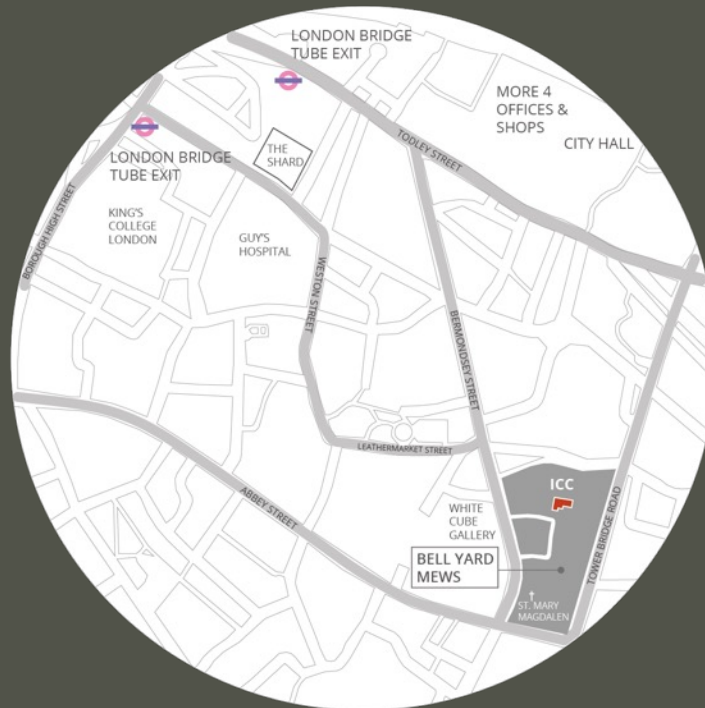 LONDON BRIDGE
TUBE EXIT
MORE 4
OFFICES &
SHOPS
CITY HALL
TODLEY STREET
THE
SHARD
LONDON BRIDGE
TUBE EXIT
BOROUGH HIGH STREET
KING'S
COLLEGE
LONDON
GUY'S
HOSPITAL
WESTON STREET
BERMONDSEY STREET
LEATHERMARKET STREET
ABBEY STREET
ICC
WHITE
CUBE
GALLERY
TOWER BRIDGE ROAD
BELL YARD
MEWS
ST. MARY
MAGDALEN